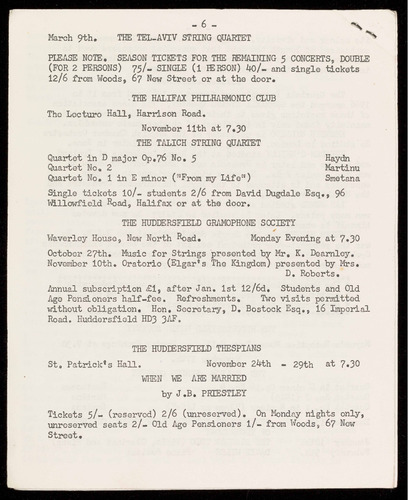 - 6 -
March 9th. THE TEL-AVIV STRING QUARTET
PLEASE NOTE. SEASON TICKETS FOR THE REMAINING 5 CONCERTS, DOUBLE
(FOR 2 PERSONS) 75/- SINGLE (1 PERSON) 40/- and single tickets
12/6 from Woods, 67 New Street or at the door.
THE HALIFAX PHILHARMONIC CLUB
The Lecture Hall, Harrison Road.
November 11th at 7.30
THE TALICH STRING QUARTET
Quartet in D major Op.76 No. 5 Haydn
Quartet No. 2 Martinu
Quartet No. 1 in E minor ("From my Life") Smetana
Single tickets 10/- students 2/6 from David Dugdale Esq., 96
Willowfield Road, Halifax or at the door.
THE HUDDERSFIELD GRAMOPHONE SOCIETY
Waverley House, New North Road. Monday Evening at 7.30
October 27th. Music for Strings presented by Mr. K. Dearnley.
November 10th. Oratorio (Elgar's The Kingdom) presented by Mrs.
D. Roberts.
Annual subscription £1, after Jan. 1st 12/6d. Students and Old
Age Pensioners half-fee. Refreshments. Two visits permitted
without obligation. Hon. Secretary, D. Bostock Esq., 16 Imperial
Road. Huddersfield HD3 3AF.
THE HUDDERSFIELD THESPIANS
St. Patrick's Hall. November 24th - 29th at 7.30
WHEN WE ARE MARRIED
by J.B. PRIESTLEY
Tickets 5/- (reserved) 2/6 (unreserved). On Monday nights only,
unreserved seats 2/- Old Age Pensioners 1/- from Woods, 67 New
Street.